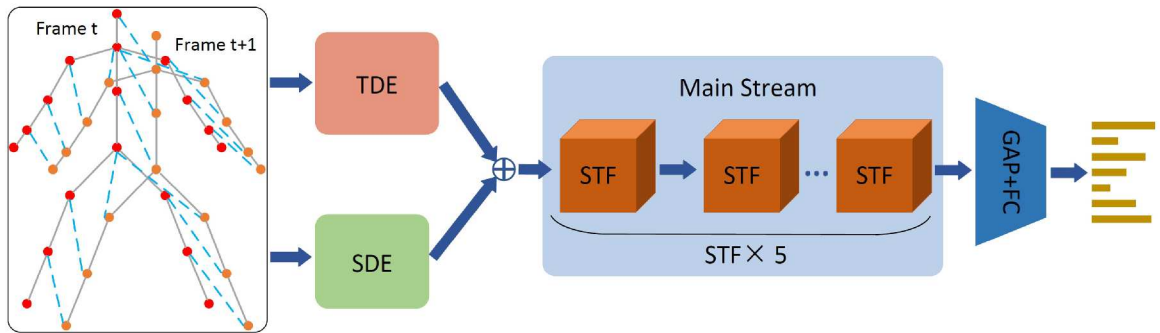 Frame t
Frame t+1
TDE
SDE
Main Stream
STF
STF
...
STF
STF× 5
GAP+FC